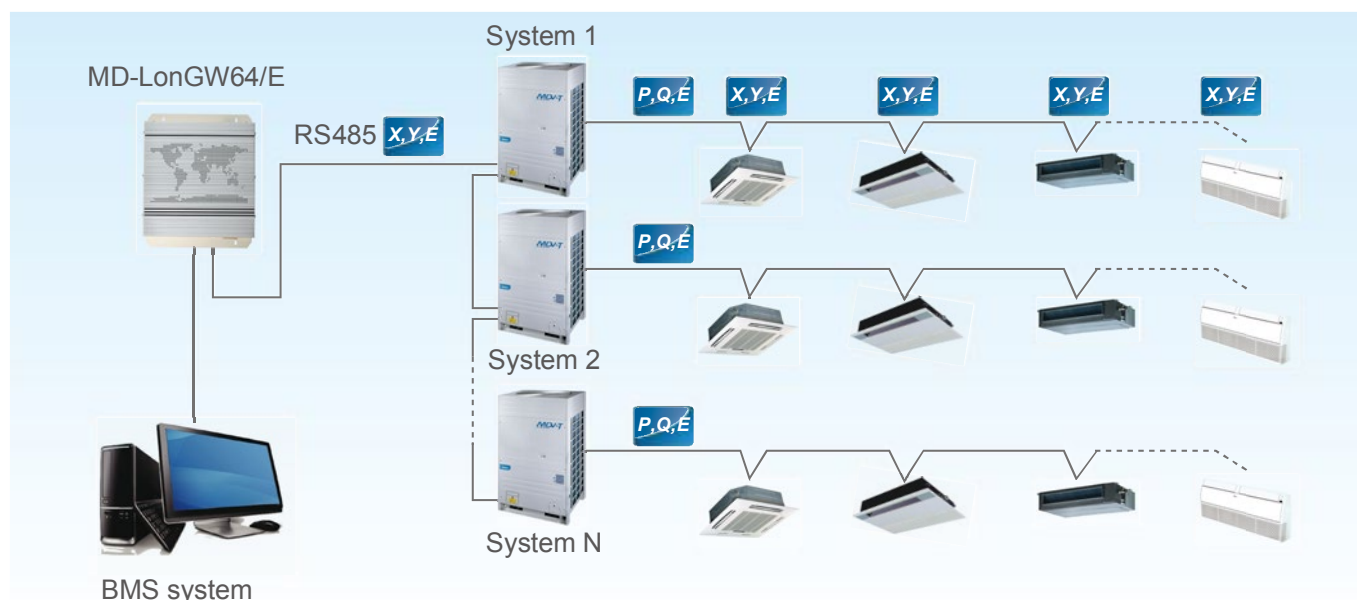 System 1
MD-LonGW64/E
P,Q,E X,Y,E X,Y,E X,Y,E X,Y,E
RS485 X,Y,E
P,Q,E
System 2
P,Q,E
System N
BMS system